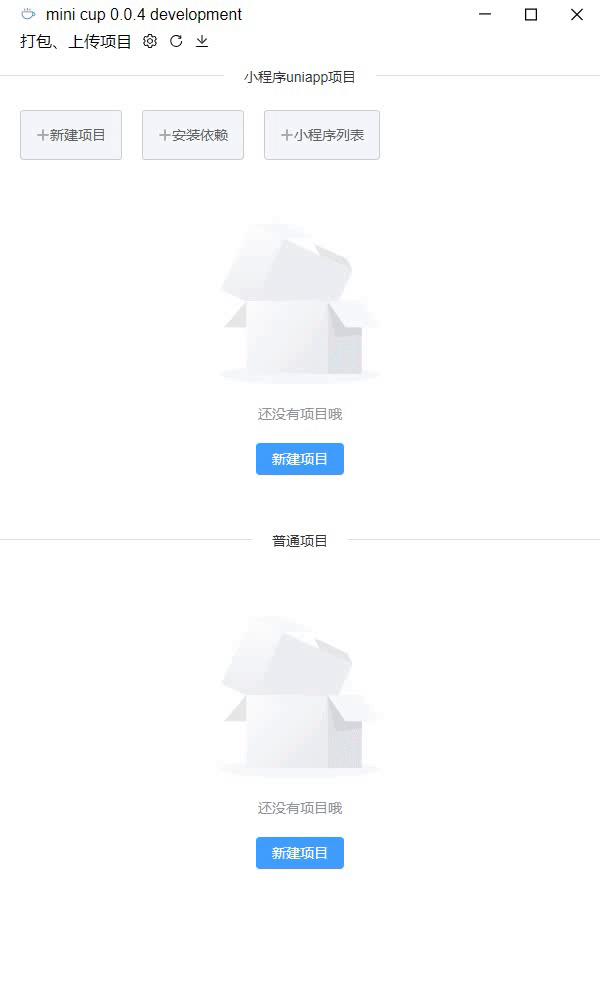 mini cup 0.0.4 development
打包、上传项目
小程序uniapp项目
+新建项目 +安装依赖 +小程序列表
还没有项目哦
新建项目
普通项目
还没有项目哦
新建项目